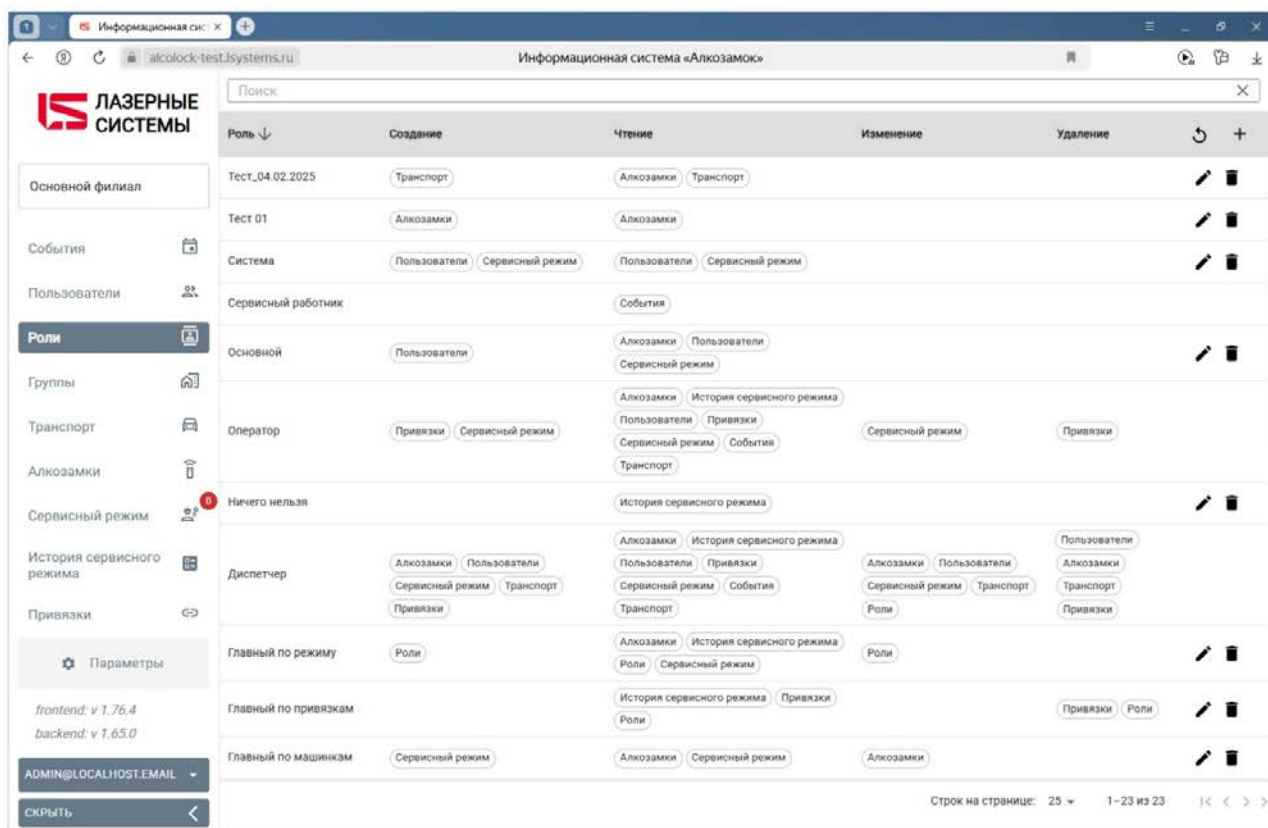 1
Информационная сис
alcolock-test.lsystems.ru
Информационная система «Алкозамок»
ЛАЗЕРНЫЕ
СИСТЕМЫ
Основной филиал
События
Пользователи
Роли
Группы
Транспорт
Алкозамки
Сервисный режим
0
История сервисного
режима
Привязки
Параметры
frontend: v 1.76.4
backend: v 1.65.0
ADMIN@LOCALHOST.EMAIL
СКРЫТЬ
Поиск
Роль Создание Чтение Изменение Удаление
Тест_04.02.2025 Транспорт Алкозамки Транспорт
Тест 01 Алкозамки Алкозамки
Система Пользователи Сервисный режим Пользователи Сервисный режим
Сервисный работник События
Основной Пользователи Алкозамки Пользователи
Сервисный режим
Алкозамки История сервисного режима
Пользователи Привязки
Оператор Привязки Сервисный режим Сервисный режим Привязки
Сервисный режим События
Транспорт
Ничего нельзя История сервисного режима
Алкозамки История сервисного режима Пользователи
Алкозамки Пользователи Пользователи Привязки Алкозамки Пользователи Алкозамки
Диспетчер
Сервисный режим Транспорт Сервисный режим События Сервисный режим Транспорт Транспорт
Привязки Транспорт Роли Привязки
Алкозамки История сервисного режима
Главный по режиму Роли Роли
Роли Сервисный режим
История сервисного режима Привязки
Главный по привязкам Привязки Роли
Роли
Главный по машинкам Сервисный режим Алкозамки Сервисный режим Алкозамки
Строк на странице: 25 1–23 из 23